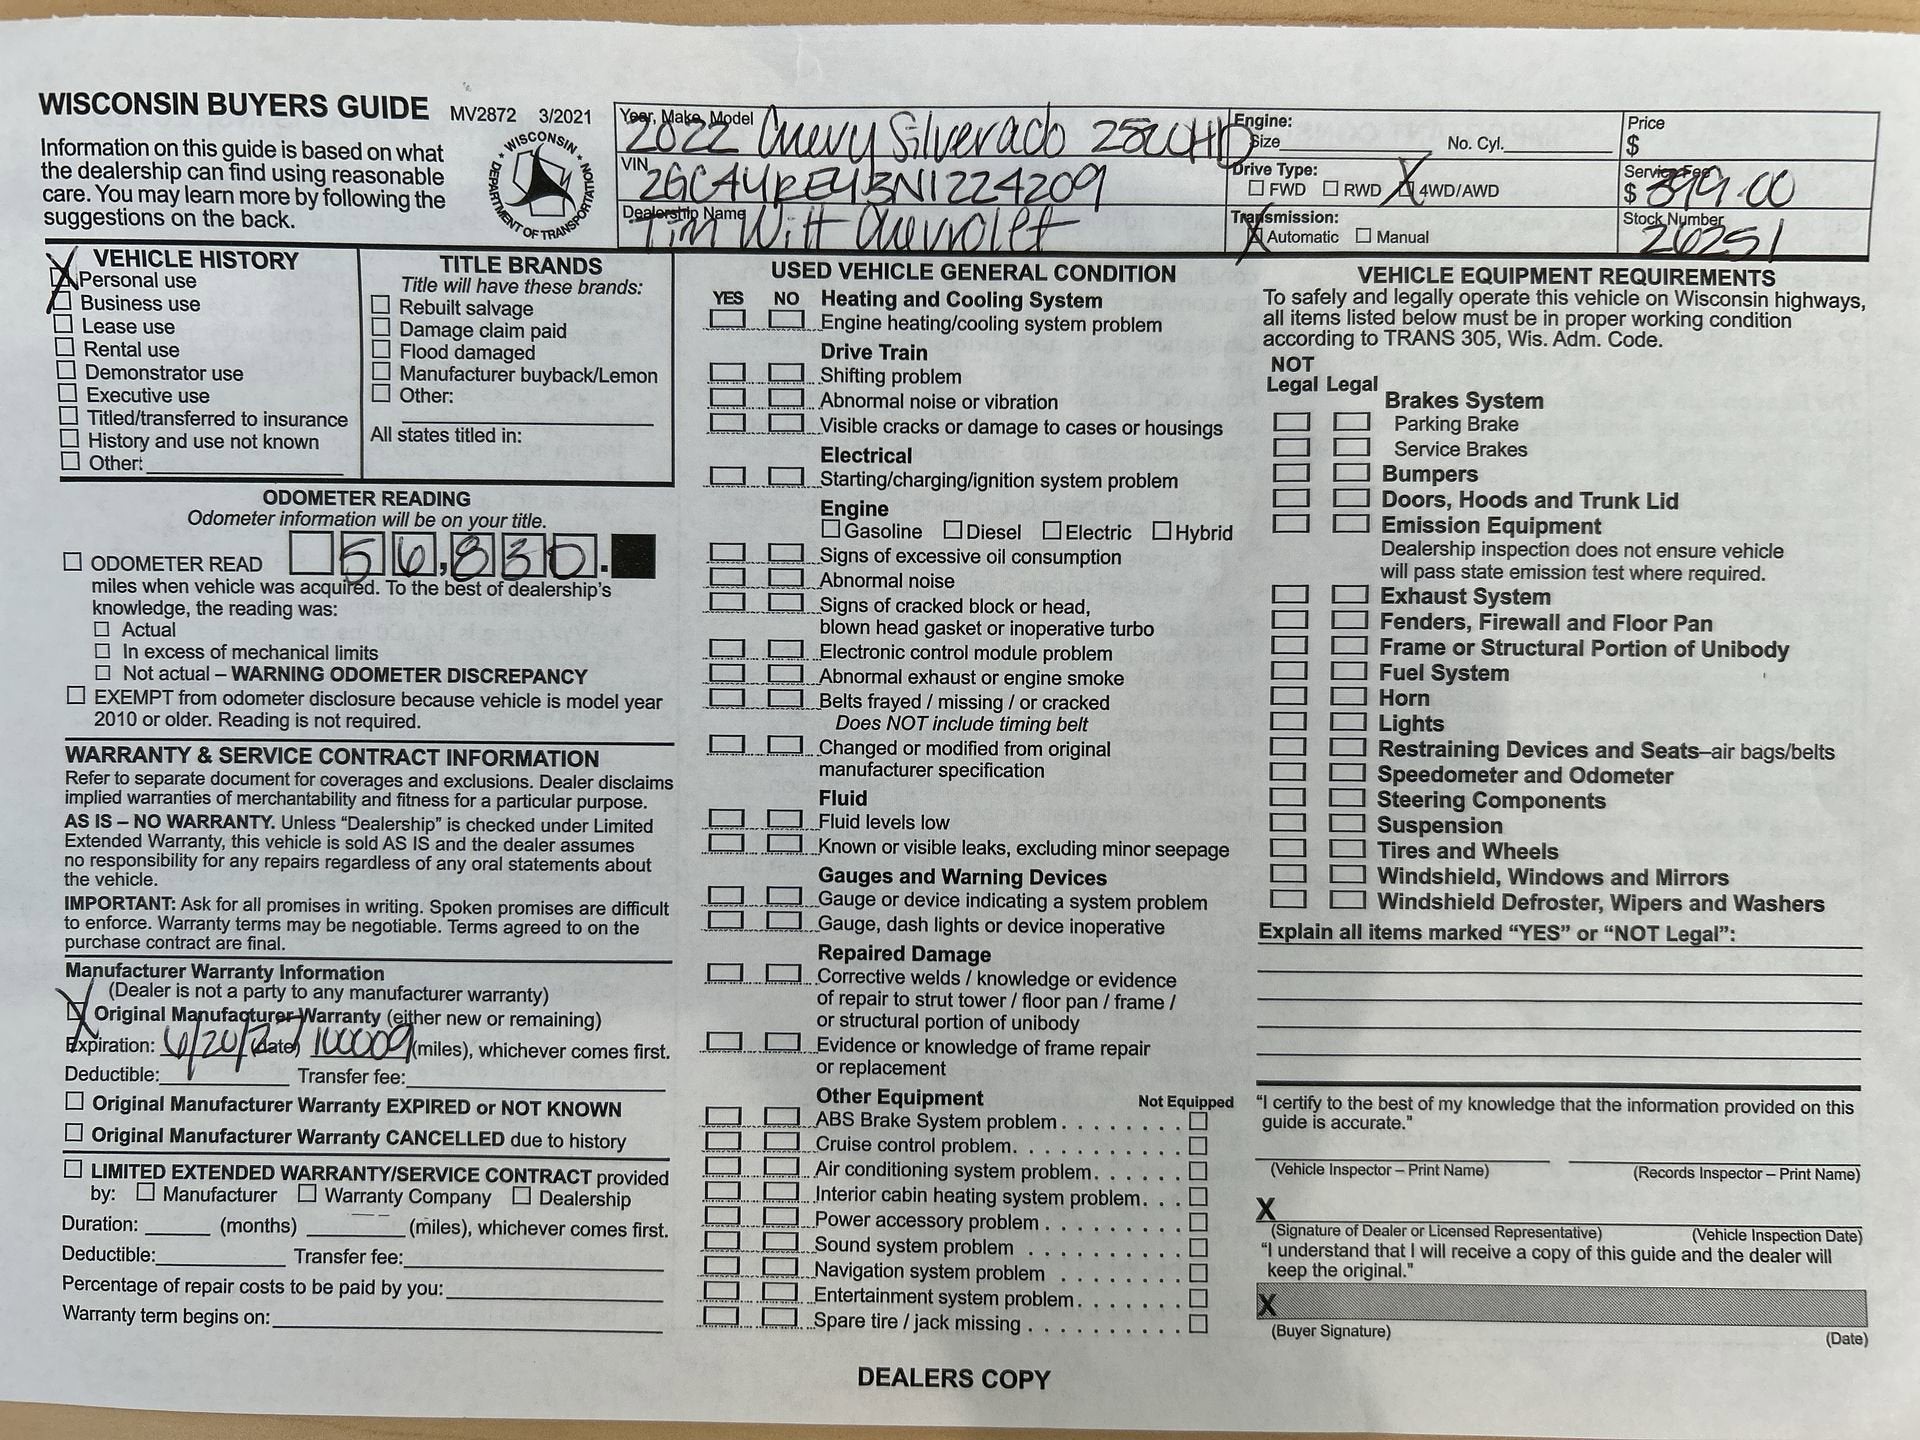 WISCONSIN BUYERS GUIDE MV2872 3/2021
Information on this guide is based on what
the dealership can find using reasonable
care. You may learn more by following the
suggestions on the back.
WISCONSIN DEPARTMENT OF TRANSPORTATION
Year, Make, Model
2022 Chevy Silverado 2500HD
VIN
Dealership Name
Tim Witt Chevrolet
Engine:
Size No. Cyl.
Drive Type:
FWD RWD X 4WD/AWD
Transmission:
X Automatic Manual
Price
$
Service Fee
$ 399.00
Stock Number
26251
VEHICLE HISTORY
X Personal use
Business use
Lease use
Rental use
Demonstrator use
Executive use
Titled/transferred to insurance
History and use not known
Other:
TITLE BRANDS
Title will have these brands:
Rebuilt salvage
Damage claim paid
Flood damaged
Manufacturer buyback/Lemon
Other:
All states titled in:
ODOMETER READING
Odometer information will be on your title.
ODOMETER READ 56,830.
miles when vehicle was acquired. To the best of dealership's
knowledge, the reading was:
Actual
In excess of mechanical limits
Not actual – WARNING ODOMETER DISCREPANCY
EXEMPT from odometer disclosure because vehicle is model year
2010 or older. Reading is not required.
WARRANTY & SERVICE CONTRACT INFORMATION
Refer to separate document for coverages and exclusions. Dealer disclaims
implied warranties of merchantability and fitness for a particular purpose.
AS IS – NO WARRANTY. Unless "Dealership" is checked under Limited
Extended Warranty, this vehicle is sold AS IS and the dealer assumes
no responsibility for any repairs regardless of any oral statements about
the vehicle.
IMPORTANT: Ask for all promises in writing. Spoken promises are difficult
to enforce. Warranty terms may be negotiable. Terms agreed to on the
purchase contract are final.
Manufacturer Warranty Information
(Dealer is not a party to any manufacturer warranty)
X Original Manufacturer Warranty (either new or remaining)
Expiration: 6/20/27 (date) 100009 (miles), whichever comes first.
Deductible: Transfer fee:
Original Manufacturer Warranty EXPIRED or NOT KNOWN
Original Manufacturer Warranty CANCELLED due to history
LIMITED EXTENDED WARRANTY/SERVICE CONTRACT provided
by: Manufacturer Warranty Company Dealership
Duration: (months) (miles), whichever comes first.
Deductible: Transfer fee:
Percentage of repair costs to be paid by you:
Warranty term begins on:
USED VEHICLE GENERAL CONDITION
YES NO Heating and Cooling System
Engine heating/cooling system problem
Drive Train
Shifting problem
Abnormal noise or vibration
Visible cracks or damage to cases or housings
Electrical
Starting/charging/ignition system problem
Engine
Gasoline Diesel Electric Hybrid
Signs of excessive oil consumption
Abnormal noise
Signs of cracked block or head,
blown head gasket or inoperative turbo
Electronic control module problem
Abnormal exhaust or engine smoke
Belts frayed / missing / or cracked
Does NOT include timing belt
Changed or modified from original
manufacturer specification
Fluid
Fluid levels low
Known or visible leaks, excluding minor seepage
Gauges and Warning Devices
Gauge or device indicating a system problem
Gauge, dash lights or device inoperative
Repaired Damage
Corrective welds / knowledge or evidence
of repair to strut tower / floor pan / frame /
or structural portion of unibody
Evidence or knowledge of frame repair
or replacement
Other Equipment Not Equipped
ABS Brake System problem
Cruise control problem
Air conditioning system problem
Interior cabin heating system problem
Power accessory problem
Sound system problem
Navigation system problem
Entertainment system problem
Spare tire / jack missing
VEHICLE EQUIPMENT REQUIREMENTS
To safely and legally operate this vehicle on Wisconsin highways,
all items listed below must be in proper working condition
according to TRANS 305, Wis. Adm. Code.
NOT
Legal Legal
Brakes System
Parking Brake
Service Brakes
Bumpers
Doors, Hoods and Trunk Lid
Emission Equipment
Dealership inspection does not ensure vehicle
will pass state emission test where required.
Exhaust System
Fenders, Firewall and Floor Pan
Frame or Structural Portion of Unibody
Fuel System
Horn
Lights
Restraining Devices and Seats–air bags/belts
Speedometer and Odometer
Steering Components
Suspension
Tires and Wheels
Windshield, Windows and Mirrors
Windshield Defroster, Wipers and Washers
Explain all items marked "YES" or "NOT Legal":
"I certify to the best of my knowledge that the information provided on this
guide is accurate."
(Vehicle Inspector – Print Name) (Records Inspector – Print Name)
X
(Signature of Dealer or Licensed Representative) (Vehicle Inspection Date)
"I understand that I will receive a copy of this guide and the dealer will
keep the original."
X
(Buyer Signature) (Date)
DEALERS COPY